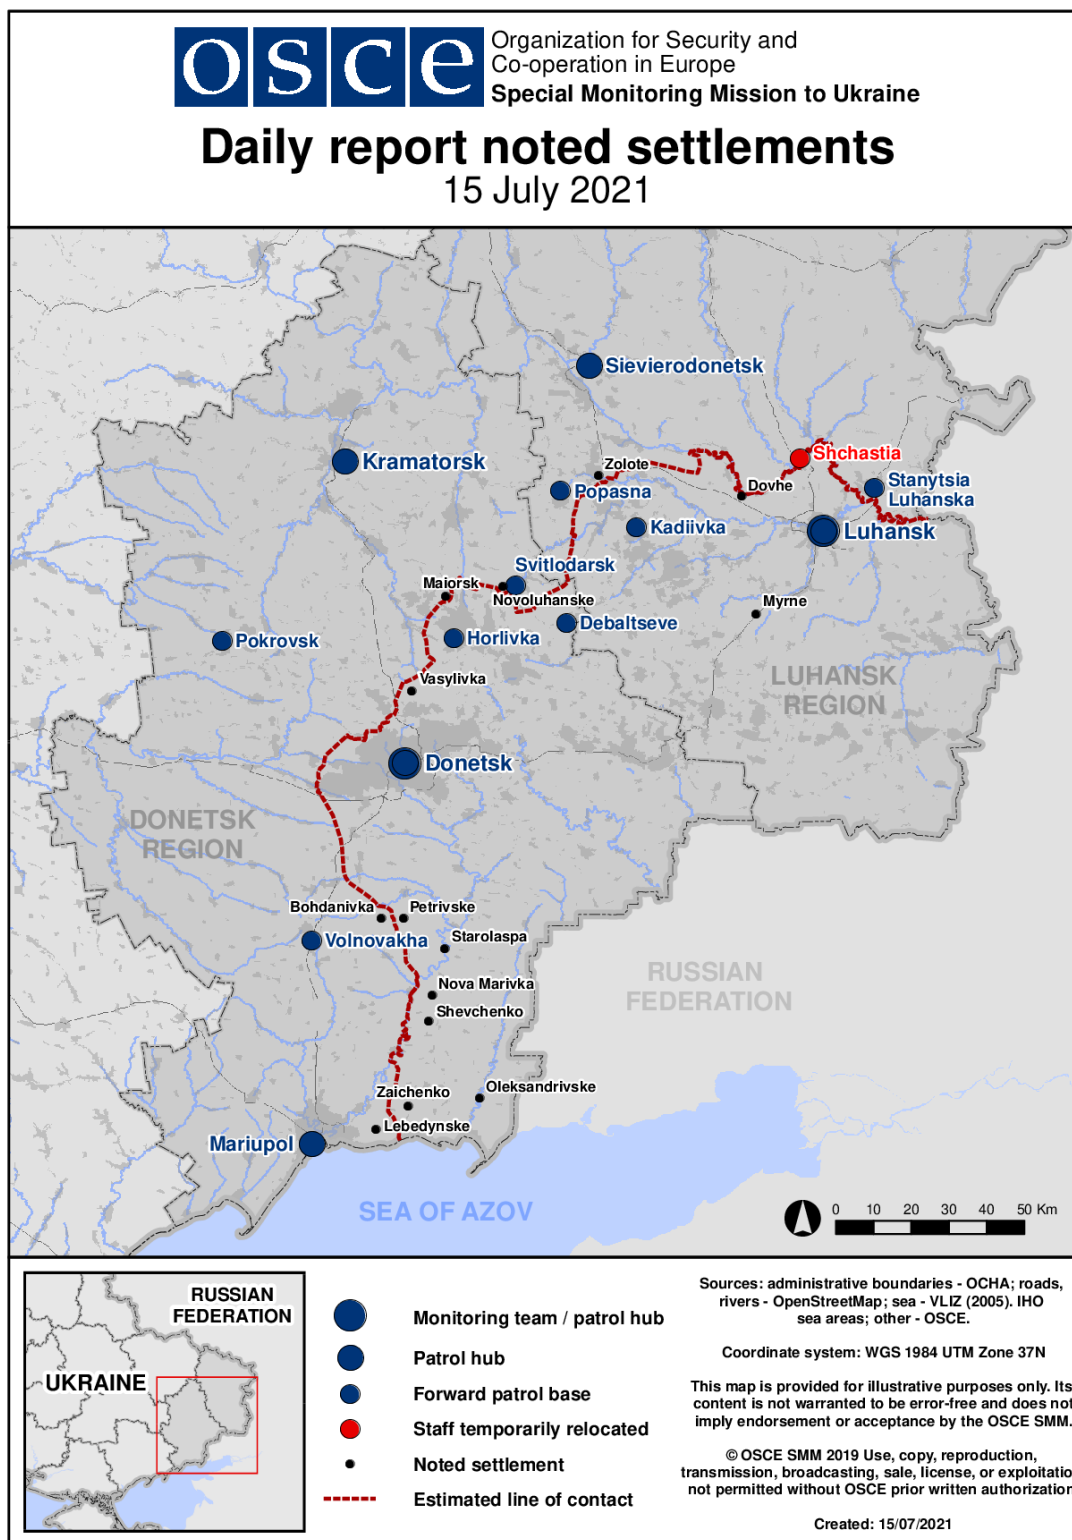 osce
Organization for Security and
Co-operation in Europe
Special Monitoring Mission to Ukraine
Daily report noted settlements
15 July 2021
Sievierodonetsk
Kramatorsk
Shchastia
Zolote
Popasna
Dovhe
Stanytsia
Luhanska
Kadiivka
Luhansk
Svitlodarsk
Maiorsk
Novoluhanske
Myrne
Debaltseve
Horlivka
Pokrovsk
Vasylivka
LUHANSK
REGION
Donetsk
DONETSK
REGION
Bohdanivka
Petrivske
Volnovakha
Starolaspa
RUSSIAN
FEDERATION
Nova Marivka
Shevchenko
Zaichenko
Oleksandrivske
Lebedynske
Mariupol
SEA OF AZOV
0 10 20 30 40 50 Km
RUSSIAN
FEDERATION
UKRAINE
Monitoring team / patrol hub
Patrol hub
Forward patrol base
Staff temporarily relocated
Noted settlement
Estimated line of contact
Sources: administrative boundaries - OCHA; roads,
rivers - OpenStreetMap; sea - VLIZ (2005). IHO
sea areas; other - OSCE.
Coordinate system: WGS 1984 UTM Zone 37N
This map is provided for illustrative purposes only. Its
content is not warranted to be error-free and does not
imply endorsement or acceptance by the OSCE SMM.
© OSCE SMM 2019 Use, copy, reproduction,
transmission, broadcasting, sale, license, or exploitatio
not permitted without OSCE prior written authorization
Created: 15/07/2021